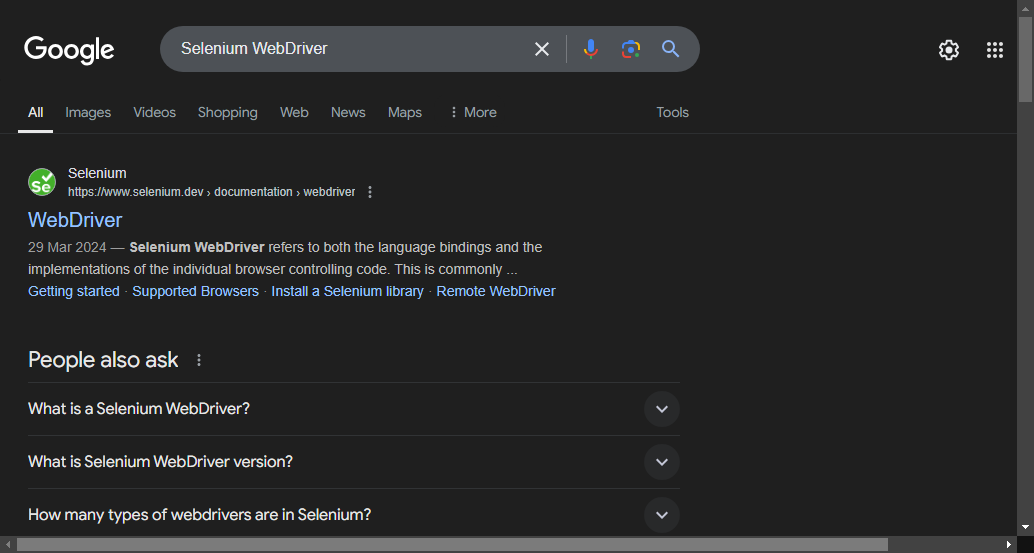 Google
Selenium WebDriver
All Images Videos Shopping Web News Maps More Tools
Se
Selenium
https://www.selenium.dev › documentation › webdriver
WebDriver
29 Mar 2024 — Selenium WebDriver refers to both the language bindings and the
implementations of the individual browser controlling code. This is commonly ...
Getting started · Supported Browsers · Install a Selenium library · Remote WebDriver
People also ask
What is a Selenium WebDriver?
What is Selenium WebDriver version?
How many types of webdrivers are in Selenium?